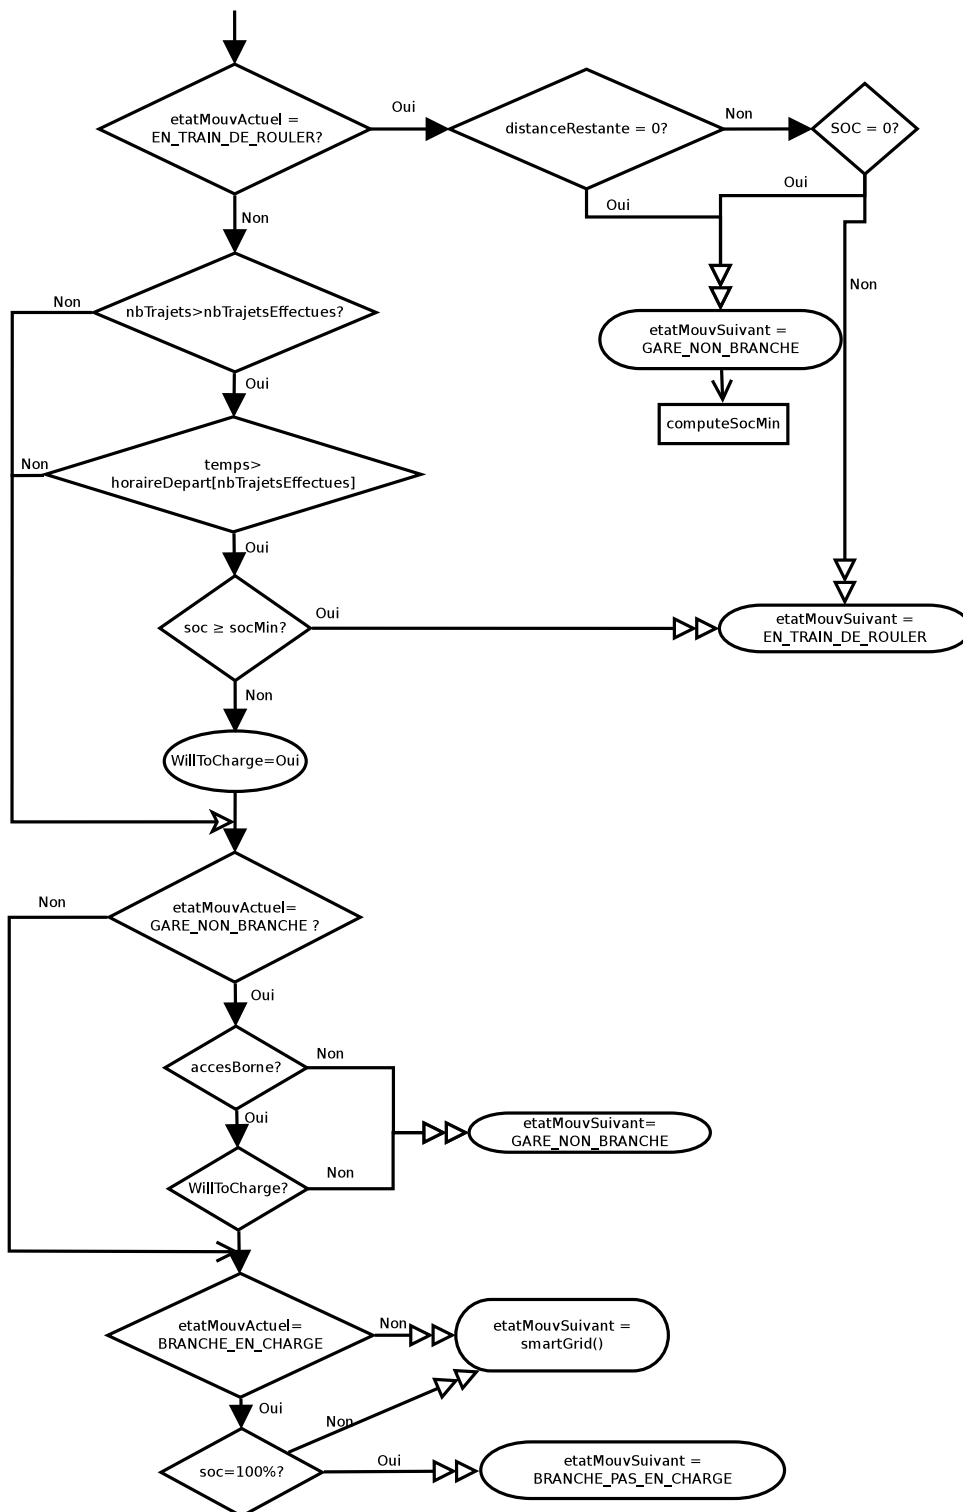 Oui
etatMouvActuel =
EN_TRAIN_DE_ROULER?
distanceRestante = 0?
Non
SOC = 0?
Oui
Oui
Non
Non
nbTrajets>nbTrajetsEffectues?
Non
etatMouvSuivant =
GARE_NON_BRANCHE
Oui
computeSocMin
Non
temps>
horaireDepart[nbTrajetsEffectues]
Oui
soc ≥ socMin?
Oui
etatMouvSuivant =
EN_TRAIN_DE_ROULER
Non
WillToCharge=Oui
Non
etatMouvActuel=
GARE_NON_BRANCHE ?
Oui
accesBorne?
Non
Oui
etatMouvSuivant=
GARE_NON_BRANCHE
WillToCharge?
Non
etatMouvActuel=
BRANCHE_EN_CHARGE
Non
etatMouvSuivant =
smartGrid()
Oui
Non
soc=100%?
Oui
etatMouvSuivant =
BRANCHE_PAS_EN_CHARGE